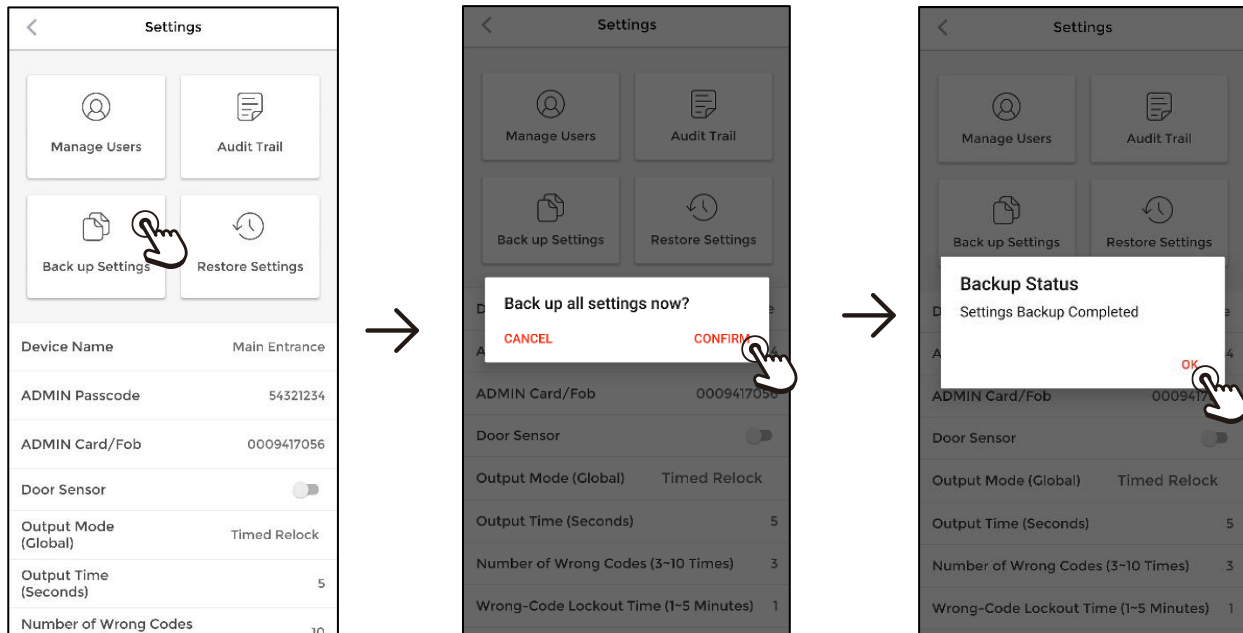 Settings
Manage Users
Audit Trail
Back up Settings
Restore Settings
Device Name Main Entrance
ADMIN Passcode 54321234
ADMIN Card/Fob 0009417056
Door Sensor
Output Mode
(Global) Timed Relock
Output Time
(Seconds) 5
Number of Wrong Codes
10
Settings
Manage Users
Audit Trail
Back up Settings
Restore Settings
Back up all settings now?
CANCEL CONFIRM
ADMIN Card/Fob 0009417056
Door Sensor
Output Mode (Global) Timed Relock
Output Time (Seconds) 5
Number of Wrong Codes (3~10 Times) 3
Wrong-Code Lockout Time (1~5 Minutes) 1
Settings
Manage Users
Audit Trail
Back up Settings
Restore Settings
Backup Status
Settings Backup Completed
OK
ADMIN Card/Fob
Door Sensor
Output Mode (Global) Timed Relock
Output Time (Seconds) 5
Number of Wrong Codes (3~10 Times) 3
Wrong-Code Lockout Time (1~5 Minutes) 1